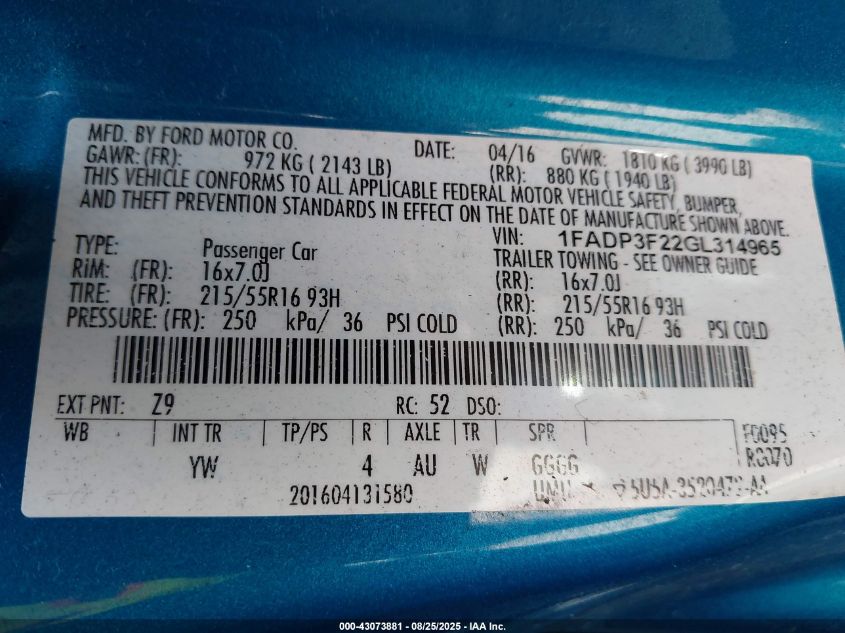 MFD. BY FORD MOTOR CO. DATE: 04/16 GVWR: 1810 KG ( 3990 LB)
GAWR: (FR): 972 KG ( 2143 LB) (RR): 880 KG ( 1940 LB)
THIS VEHICLE CONFORMS TO ALL APPLICABLE FEDERAL MOTOR VEHICLE SAFETY, BUMPER,
AND THEFT PREVENTION STANDARDS IN EFFECT ON THE DATE OF MANUFACTURE SHOWN ABOVE.
VIN: 1FADP3F22GL314965
TYPE: Passenger Car TRAILER TOWING - SEE OWNER GUIDE
RIM: (FR): 16x7.0J (RR): 16x7.0J
TIRE: (FR): 215/55R16 93H (RR): 215/55R16 93H
PRESSURE: (FR): 250 kPa/ 36 PSI COLD (RR): 250 kPa/ 36 PSI COLD
EXT PNT: Z9 RC: 52 DSO:
WB INT TR TP/PS R AXLE TR SPR F0095
YW 4 AU W GGGG R0070
201604131580
000-43073881 - 08/25/2025 - IAA Inc.